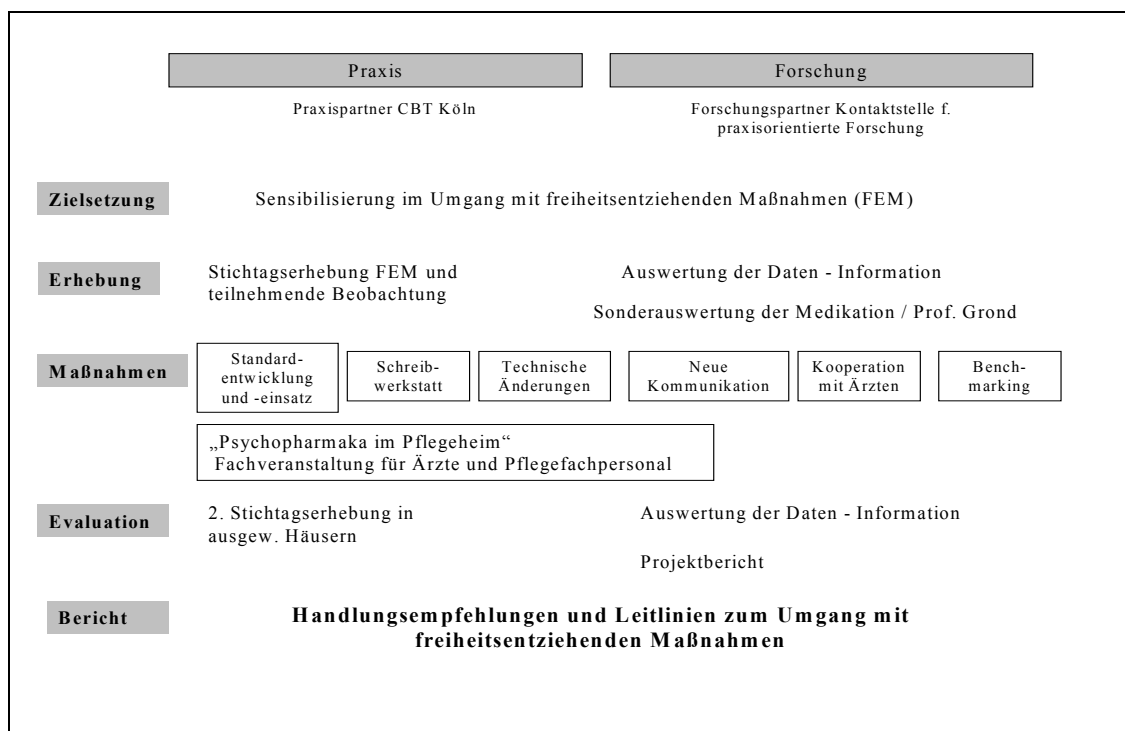 Praxis
Forschung
Praxispartner CBT Köln
Forschungspartner Kontaktstelle f.
praxisorientierte Forschung
Zielsetzung
Sensibilisierung im Umgang mit freiheitsentziehenden Maßnahmen (FEM)
Erhebung
Stichtagserhebung FEM und
teilnehmende Beobachtung
Auswertung der Daten - Information
Sonderauswertung der Medikation / Prof. Grond
Maßnahmen
Standard-
entwicklung
und -einsatz
Schreib-
werkstatt
Technische
Änderungen
Neue
Kommunikation
Kooperation
mit Ärzten
Bench-
marking
„Psychopharmaka im Pflegeheim“
Fachveranstaltung für Ärzte und Pflegefachpersonal
Evaluation
2. Stichtagserhebung in
ausgew. Häusern
Auswertung der Daten - Information
Projektbericht
Bericht
Handlungsempfehlungen und Leitlinien zum Umgang mit
freiheitsentziehenden Maßnahmen